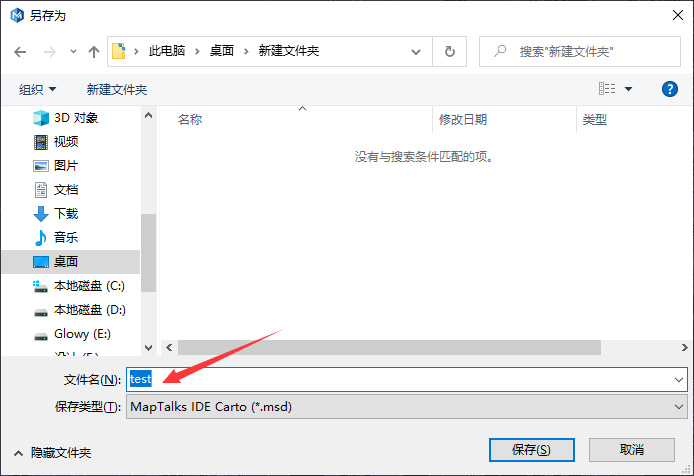 另存为
此电脑 > 桌面 > 新建文件夹
搜索"新建文件夹"
组织
新建文件夹
名称
修改日期
类型
没有与搜索条件匹配的项。
3D 对象
视频
图片
文档
下载
音乐
桌面
本地磁盘 (C:)
本地磁盘 (D:)
Glowy (E:)
文件名(N):
test
保存类型(T):
MapTalks IDE Carto (*.msd)
隐藏文件夹
保存(S)
取消